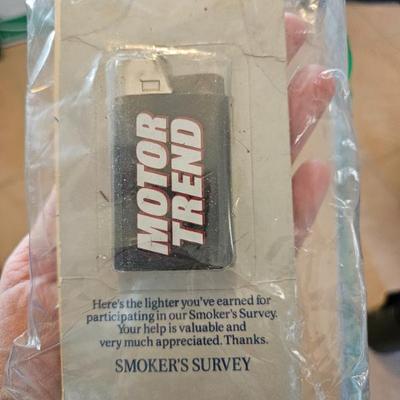 MOTOR
TREND
Here's the lighter you've earned for
participating in our Smoker's Survey.
Your help is valuable and
very much appreciated. Thanks.
SMOKER'S SURVEY